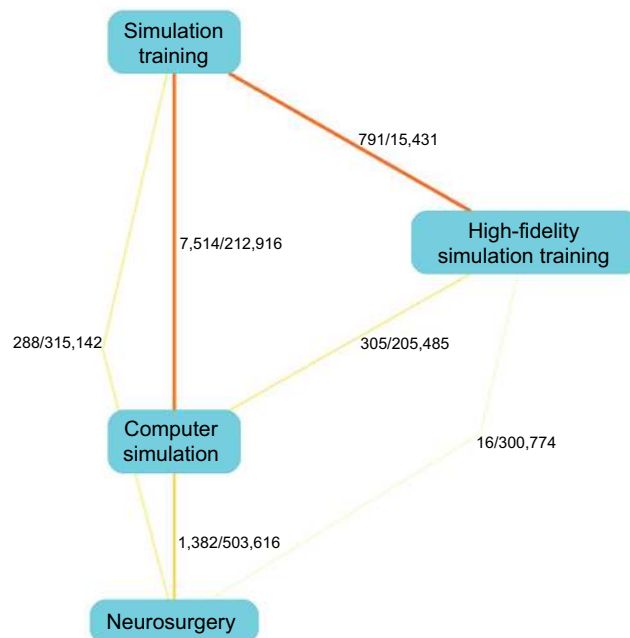 Simulation
training
791/15,431
High-fidelity
simulation training
7,514/212,916
288/315,142
305/205,485
Computer
simulation
16/300,774
1,382/503,616
Neurosurgery